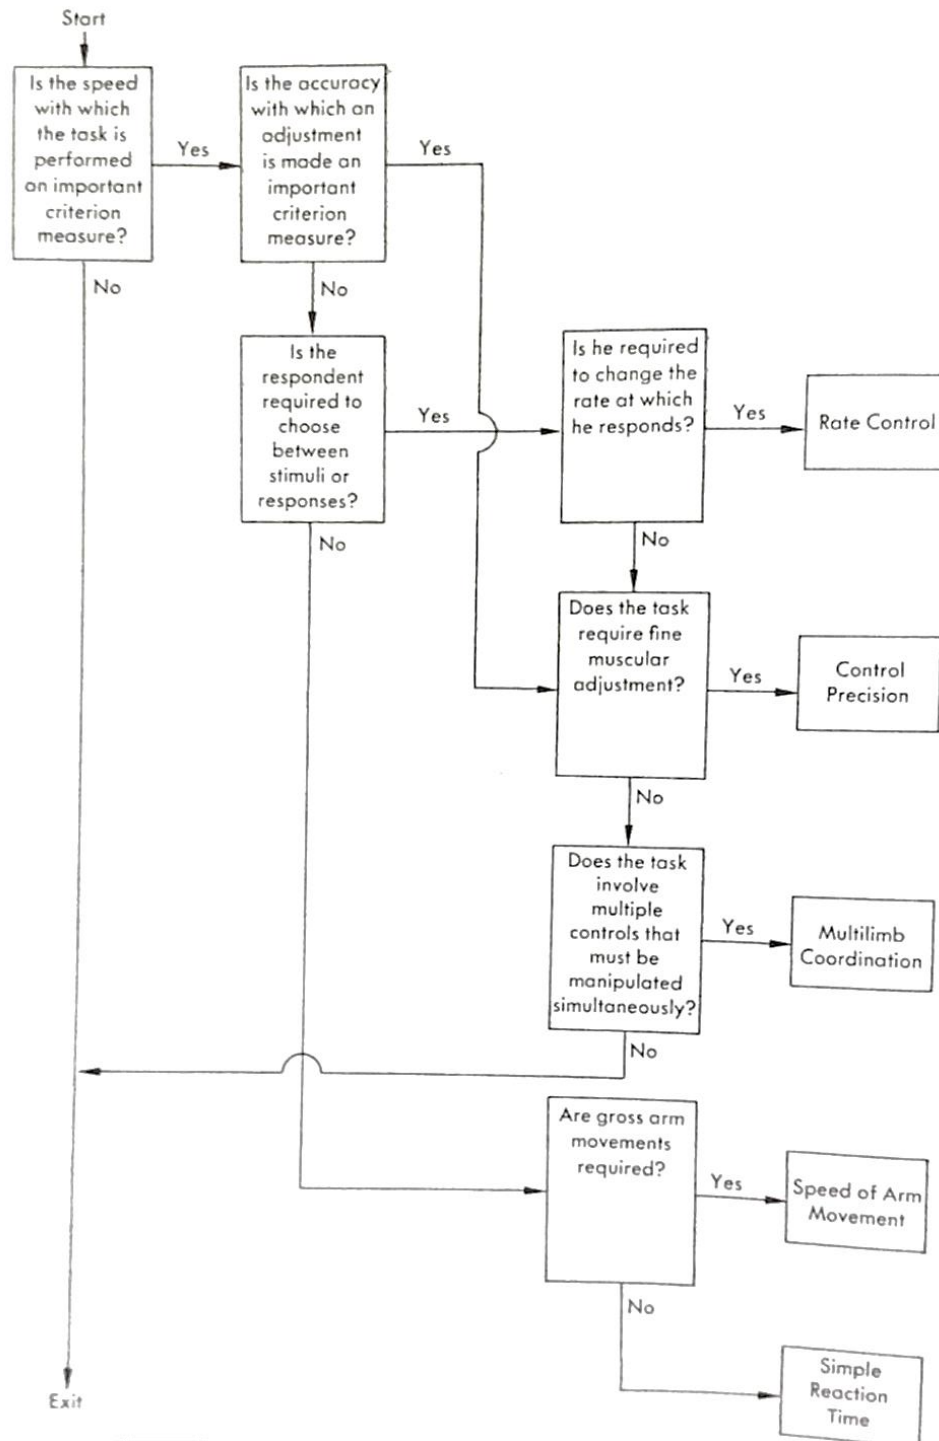 Start
Is the speed
with which
the task is
performed
an important
criterion
measure?
Yes
No
Is the accuracy
with which an
adjustment
is made an
important
criterion
measure?
Yes
No
Is the
respondent
required to
choose
between
stimuli or
responses?
Yes
No
Is he required
to change the
rate at which
he responds?
Yes
Rate Control
No
Does the task
require fine
muscular
adjustment?
Yes
Control
Precision
No
Does the task
involve
multiple
controls that
must be
manipulated
simultaneously?
Yes
Multilimb
Coordination
No
Are gross arm
movements
required?
Yes
Speed of Arm
Movement
No
Simple
Reaction
Time
Exit